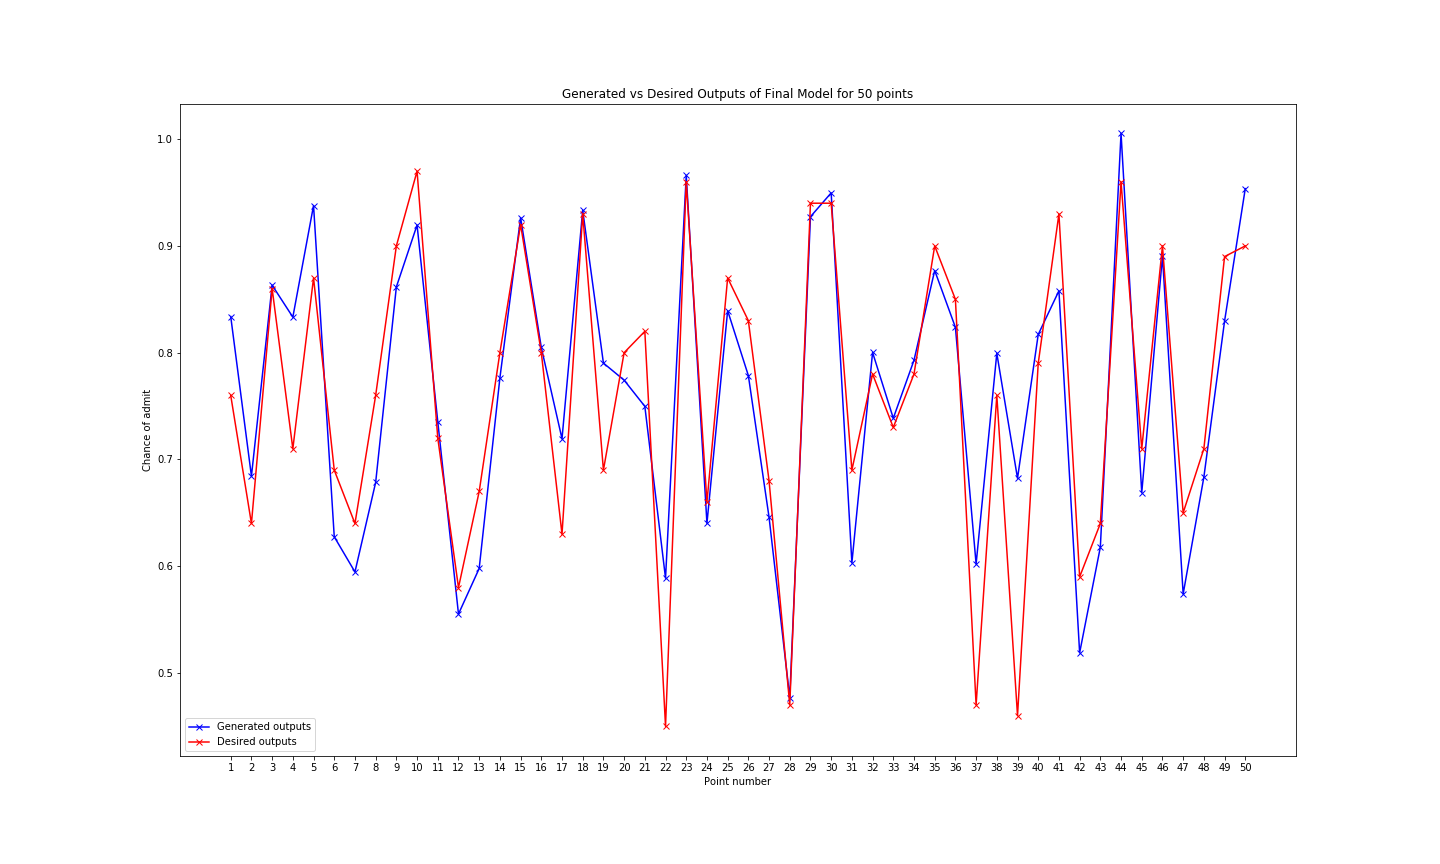 Generated vs Desired Outputs of Final Model for 50 points
1.0
0.9
0.8
0.7
0.6
0.5
Chance of admit
Generated outputs
Desired outputs
1 2 3 4 5 6 7 8 9 10 11 12 13 14 15 16 17 18 19 20 21 22 23 24 25 26 27 28 29 30 31 32 33 34 35 36 37 38 39 40 41 42 43 44 45 46 47 48 49 50
Point number